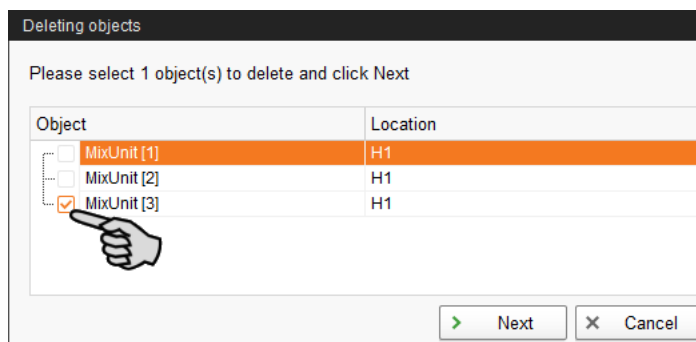 Deleting objects
Please select 1 object(s) to delete and click Next
Object Location
MixUnit [1] H1
MixUnit [2] H1
MixUnit [3] H1
Next Cancel